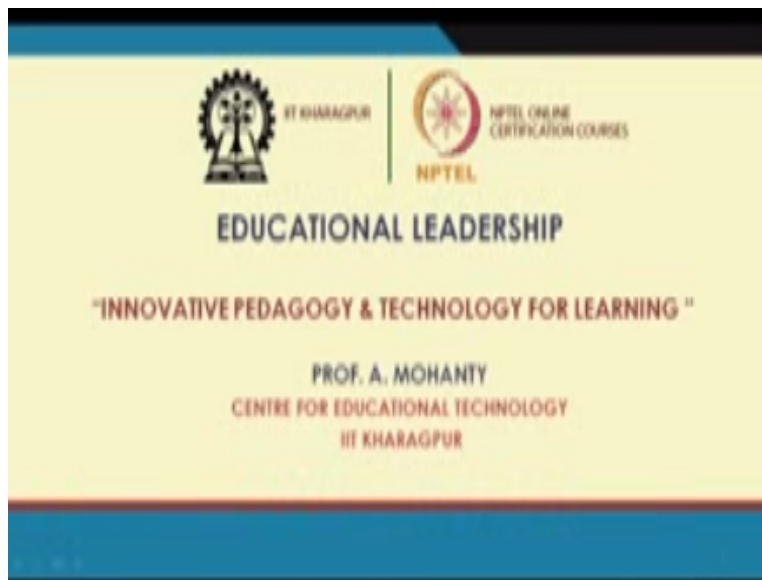 IIT KHARAGPUR
NPTEL ONLINE
CERTIFICATION COURSES
NPTEL
EDUCATIONAL LEADERSHIP
"INNOVATIVE PEDAGOGY & TECHNOLOGY FOR LEARNING "
PROF. A. MOHANTY
CENTRE FOR EDUCATIONAL TECHNOLOGY
IIT KHARAGPUR